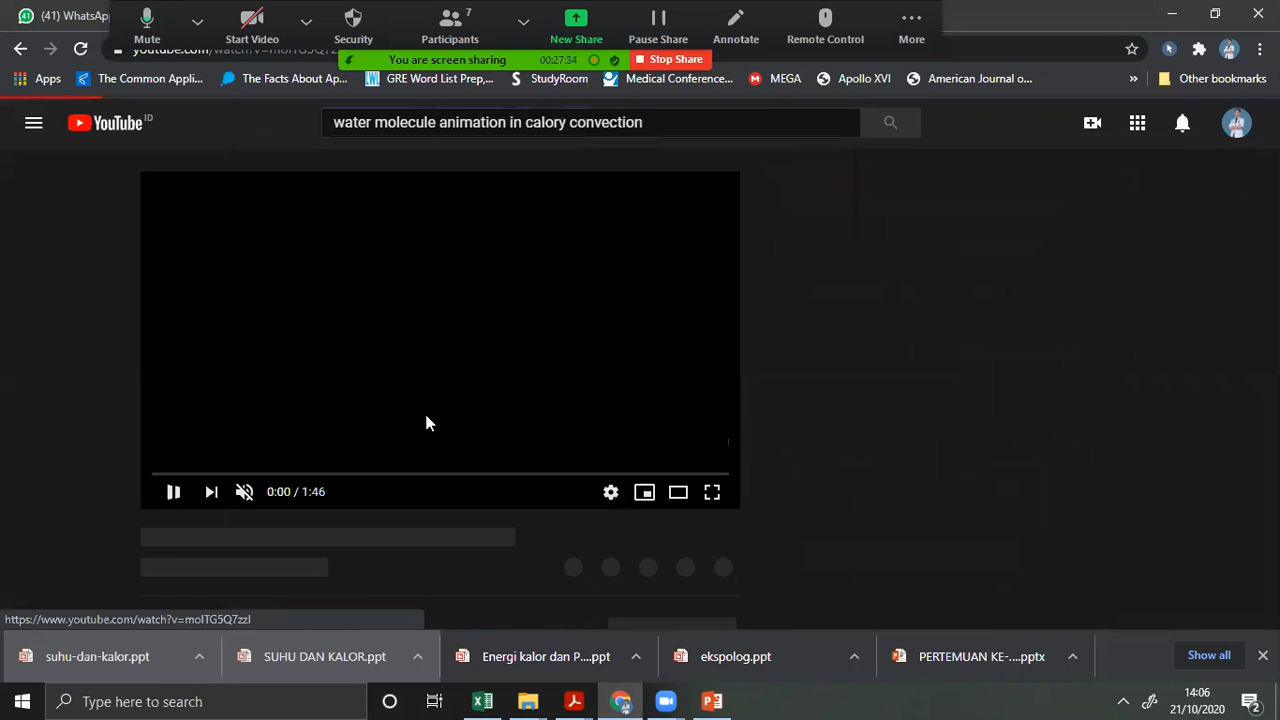 (41) WhatsApp
Mute
Start Video
Security
7
Participants
New Share
Pause Share
Annotate
Remote Control
More
You are screen sharing
00:27:34
Stop Share
Apps
The Common Appli...
The Facts About Ap...
GRE Word List Prep,...
StudyRoom
Medical Conference...
MEGA
Apollo XVI
American Journal o...
»
Other bookmarks
YouTube ID
water molecule animation in calory convection
0:00 / 1:46
https://www.youtube.com/watch?v=moITG5Q7zzI
suhu-dan-kalor.ppt
SUHU DAN KALOR.ppt
Energi kalor dan P....ppt
ekspolog.ppt
PERTEMUAN KE-....pptx
Show all
Type here to search
14:06
21/10/2020
2